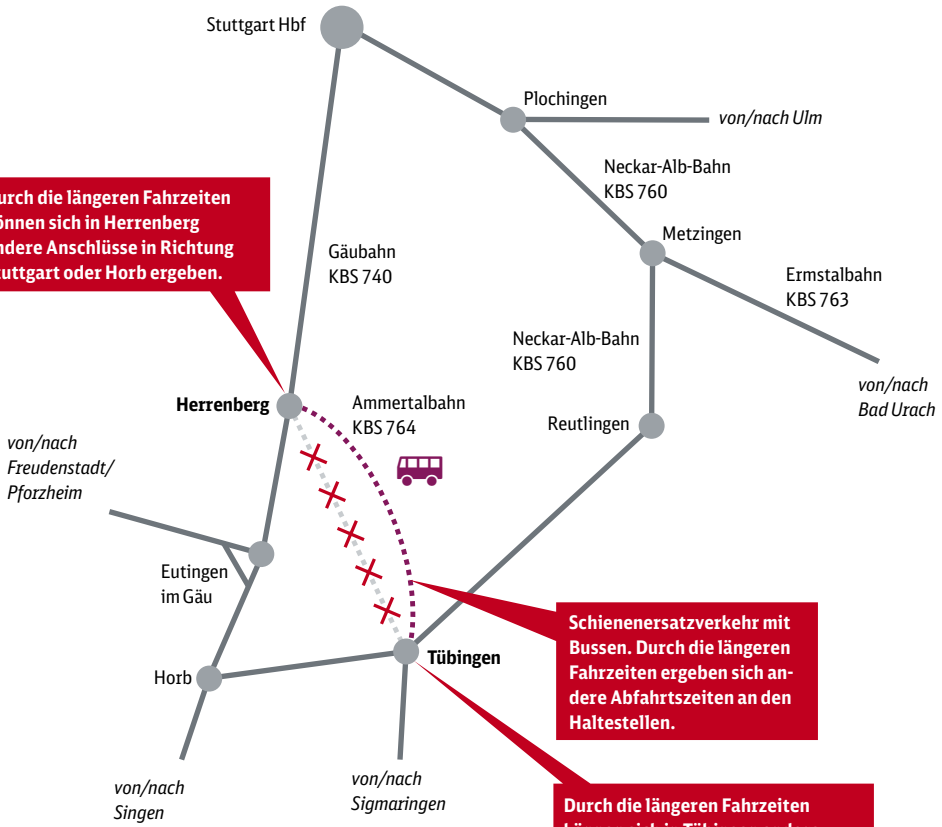 Stuttgart Hbf
Plochingen
von/nach Ulm
Neckar-Alb-Bahn
KBS 760
urch die längeren Fahrzeiten
önnen sich in Herrenberg
ndere Anschlüsse in Richtung
tuttgart oder Horb ergeben.
Gäubahn
KBS 740
Metzingen
Ermstalbahn
KBS 763
Neckar-Alb-Bahn
KBS 760
von/nach
Bad Urach
Herrenberg
Ammertalbahn
KBS 764
Reutlingen
von/nach
Freudenstadt/
Pforzheim
Eutingen
im Gäu
Schienenersatzverkehr mit
Bussen. Durch die längeren
Fahrzeiten ergeben sich an-
dere Abfahrtszeiten an den
Haltestellen.
Tübingen
Horb
von/nach
Singen
von/nach
Sigmaringen
Durch die längeren Fahrzeiten